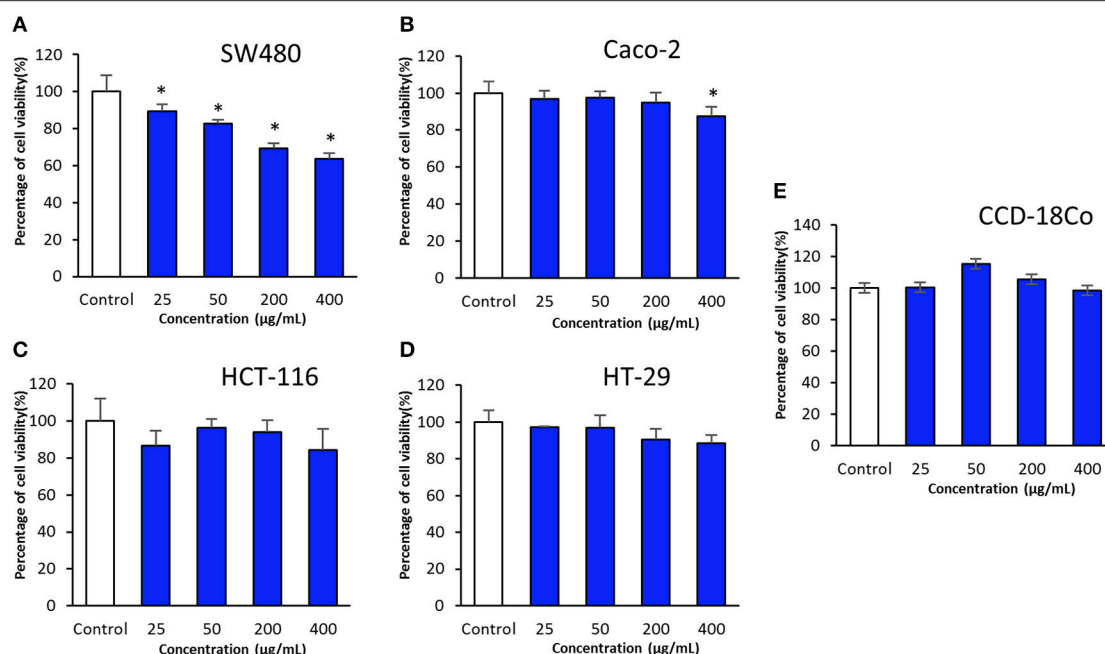 A
SW480
Percentage of cell viability(%)
120
100
80
60
40
20
0
*
*
*
*
Control 25 50 200 400
Concentration (µg/mL)
B
Caco-2
Percentage of cell viability(%)
120
100
80
60
40
20
0
*
Control 25 50 200 400
Concentration (µg/mL)
C
HCT-116
Percentage of cell viability(%)
120
100
80
60
40
20
0
Control 25 50 200 400
Concentration (µg/mL)
D
HT-29
Percentage of cell viability(%)
120
100
80
60
40
20
0
Control 25 50 200 400
Concentration (µg/mL)
E
CCD-18Co
Percentage of cell viability(%)
140
120
100
80
60
40
20
0
Control 25 50 200 400
Concentration (µg/mL)